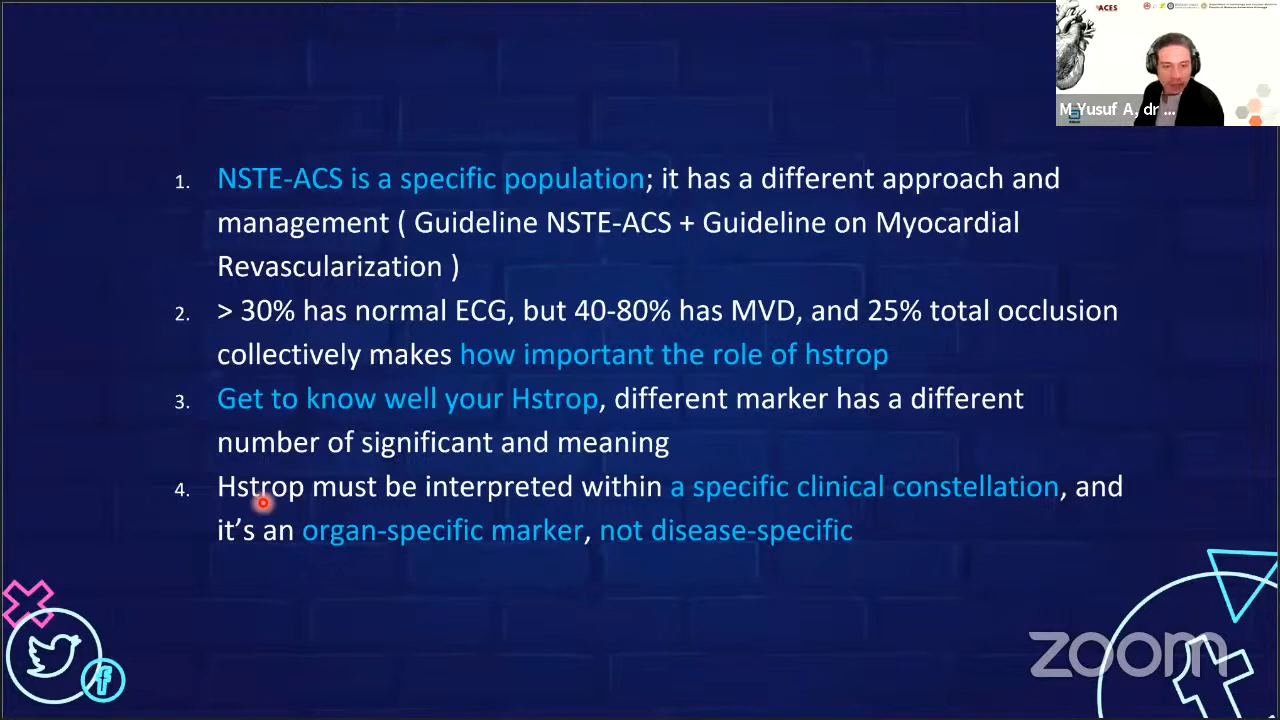 ACES
M Yusuf A, dr ...
1. NSTE-ACS is a specific population; it has a different approach and
management ( Guideline NSTE-ACS + Guideline on Myocardial
Revascularization )
2. > 30% has normal ECG, but 40-80% has MVD, and 25% total occlusion
collectively makes how important the role of hstrop
3. Get to know well your Hstrop, different marker has a different
number of significant and meaning
4. Hstrop must be interpreted within a specific clinical constellation, and
it’s an organ-specific marker, not disease-specific
zoom